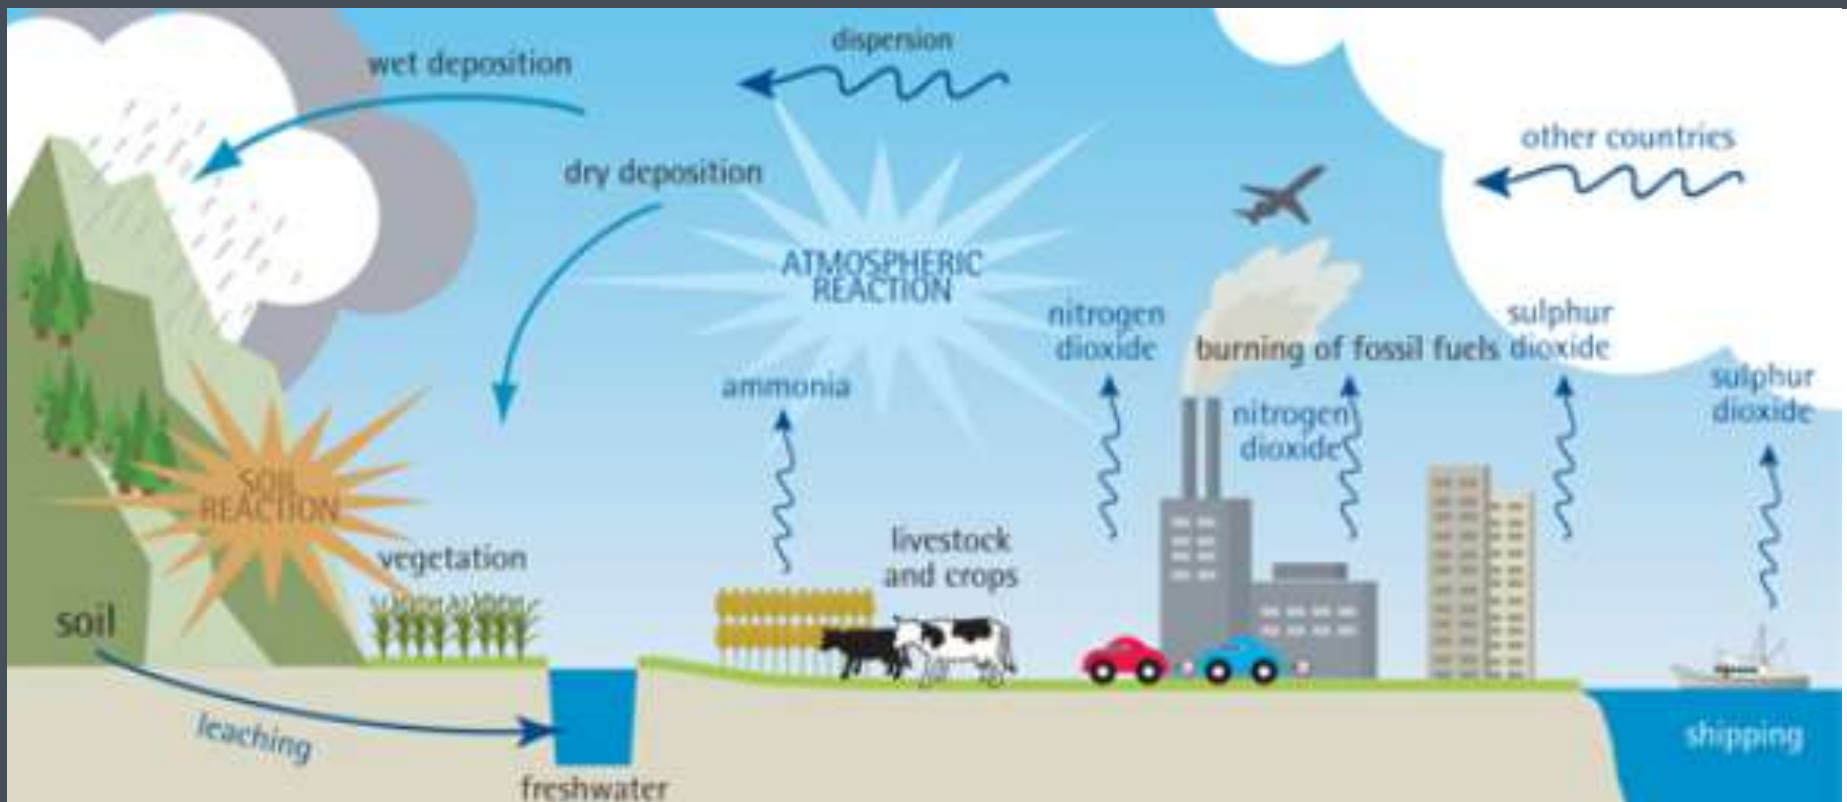 dispersion
wet deposition
other countries
dry deposition
ATMOSPHERIC
REACTION
nitrogen
dioxide
burning of fossil fuels
sulphur
dioxide
sulphur
dioxide
ammonia
nitrogen
dioxide
SOIL
REACTION
vegetation
livestock
and crops
soil
leaching
freshwater
shipping